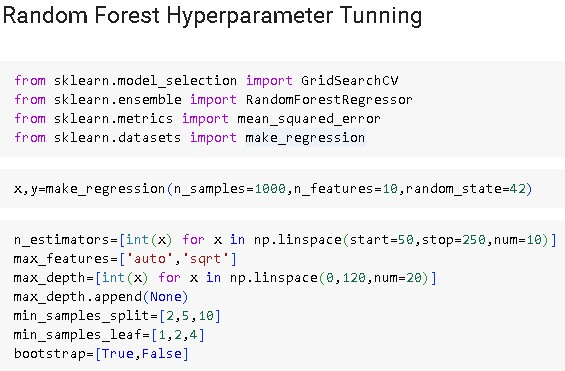 Random Forest Hyperparameter Tunning
from sklearn.model_selection import GridSearchCV
from sklearn.ensemble import RandomForestRegressor
from sklearn.metrics import mean_squared_error
from sklearn.datasets import make_regression
x,y=make_regression(n_samples=1000,n_features=10,random_state=42)
n_estimators=[int(x) for x in np.linspace(start=50,stop=250,num=10)]
max_features=['auto','sqrt']
max_depth=[int(x) for x in np.linspace(0,120,num=20)]
max_depth.append(None)
min_samples_split=[2,5,10]
min_samples_leaf=[1,2,4]
bootstrap=[True,False]